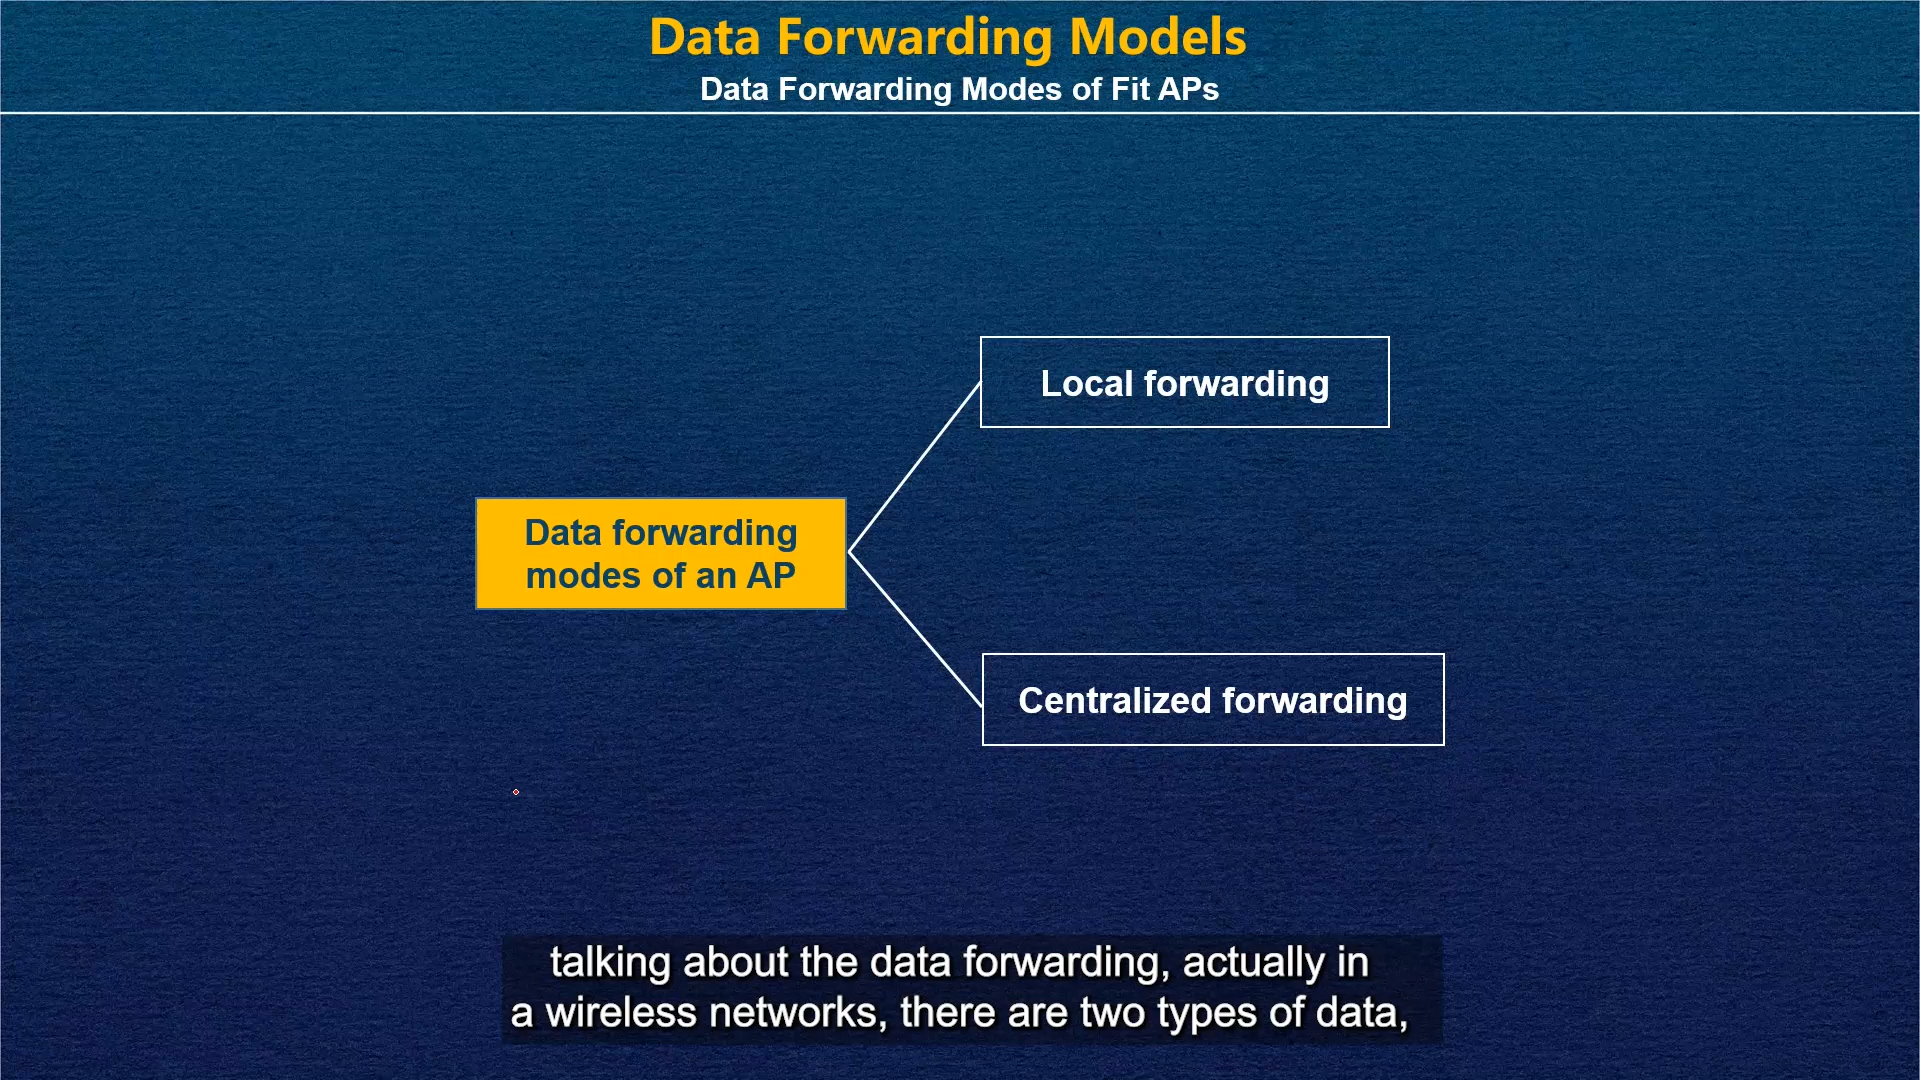 Data Forwarding Models
Data Forwarding Modes of Fit APs
Local forwarding
Data forwarding
modes of an AP
Centralized forwarding
talking about the data forwarding, actually in
a wireless networks, there are two types of data,